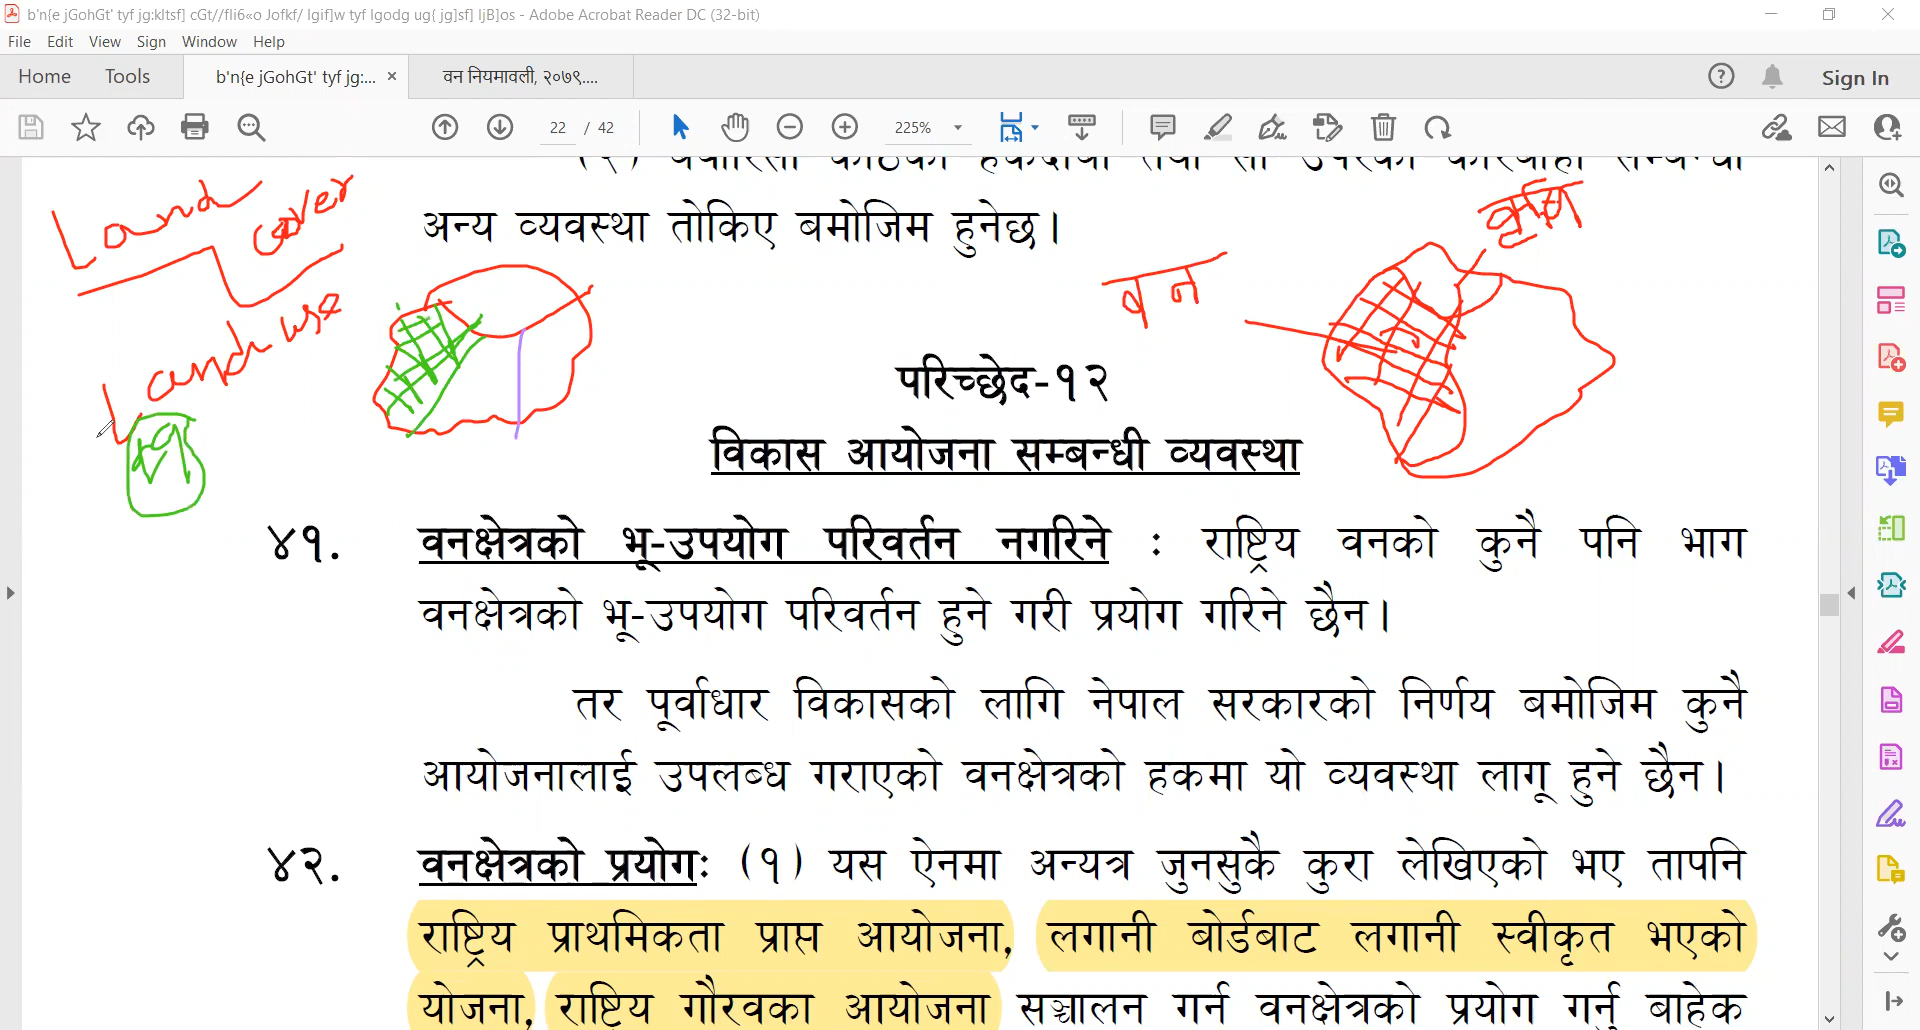 b'n{e jGohGt' tyf jg:kltsf] cGt//fli6«o Jofkf/ lgif]w tyf lgodg ug{ jg]sf] ljB]os - Adobe Acrobat Reader DC (32-bit)
File Edit View Sign Window Help
Home Tools b'n{e jGohGt' tyf jg:... × वन नियमावली, २०७९.... Sign In
22 / 42 225%
अन्य व्यवस्था तोकिए बमोजिम हुनेछ।
Land cover
Land use
वन
कृषि
परिच्छेद-१२
विकास आयोजना सम्बन्धी व्यवस्था
४१. वनक्षेत्रको भू-उपयोग परिवर्तन नगरिने : राष्ट्रिय वनको कुनै पनि भाग
वनक्षेत्रको भू-उपयोग परिवर्तन हुने गरी प्रयोग गरिने छैन।
तर पूर्वाधार विकासको लागि नेपाल सरकारको निर्णय बमोजिम कुनै
आयोजनालाई उपलब्ध गराएको वनक्षेत्रको हकमा यो व्यवस्था लागू हुने छैन।
४२. वनक्षेत्रको प्रयोगः (१) यस ऐनमा अन्यत्र जुनसुकै कुरा लेखिएको भए तापनि
राष्ट्रिय प्राथमिकता प्राप्त आयोजना, लगानी बोर्डबाट लगानी स्वीकृत भएको
योजना, राष्ट्रिय गौरवका आयोजना सञ्चालन गर्न वनक्षेत्रको प्रयोग गर्नु बाहेक